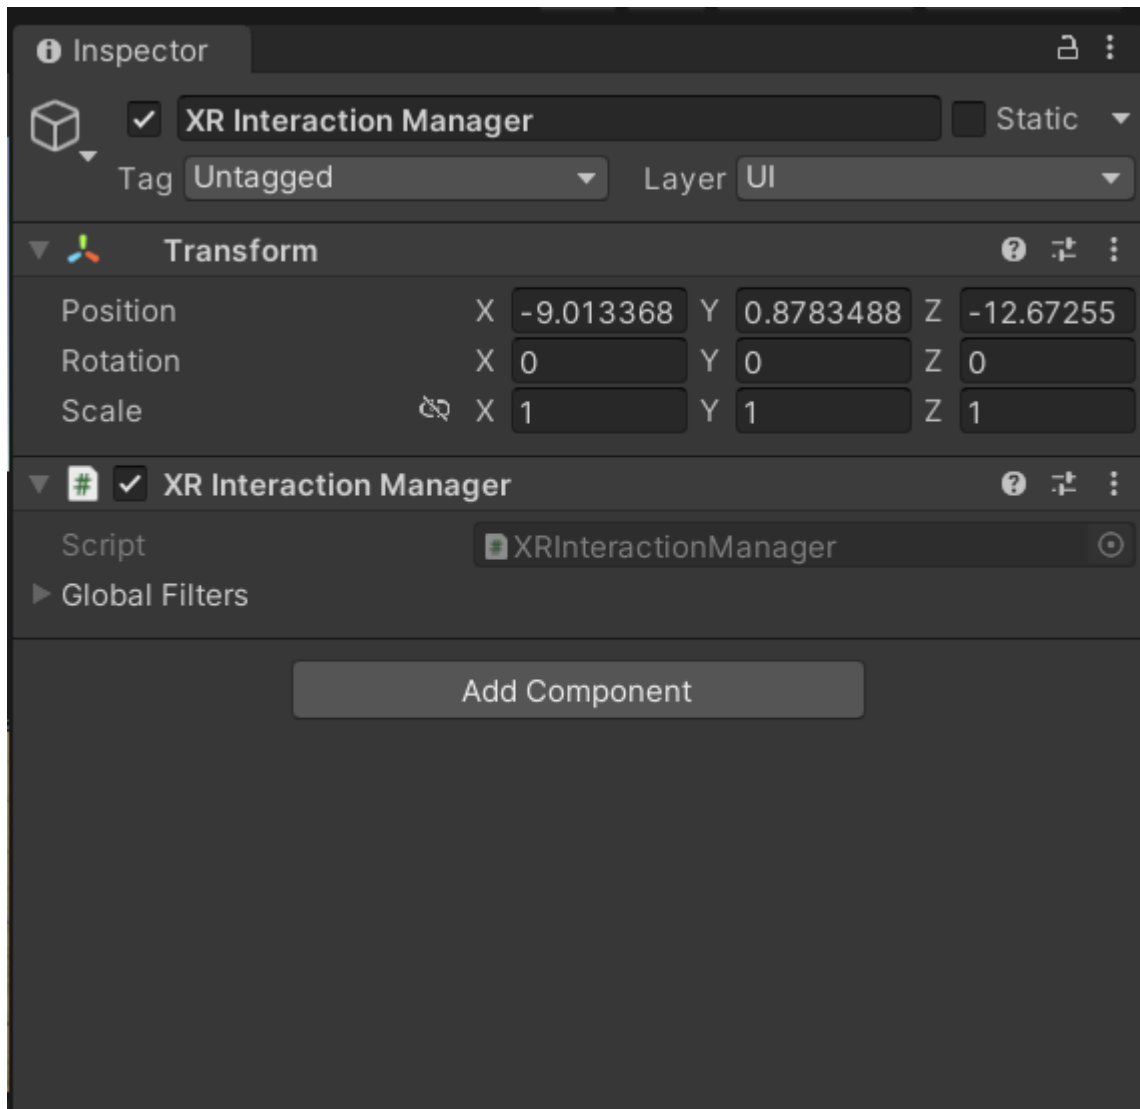 Inspector
XR Interaction Manager Static
Tag Untagged Layer UI
Transform
Position X -9.013368 Y 0.8783488 Z -12.67255
Rotation X 0 Y 0 Z 0
Scale X 1 Y 1 Z 1
# XR Interaction Manager
Script # XRInteractionManager
Global Filters
Add Component